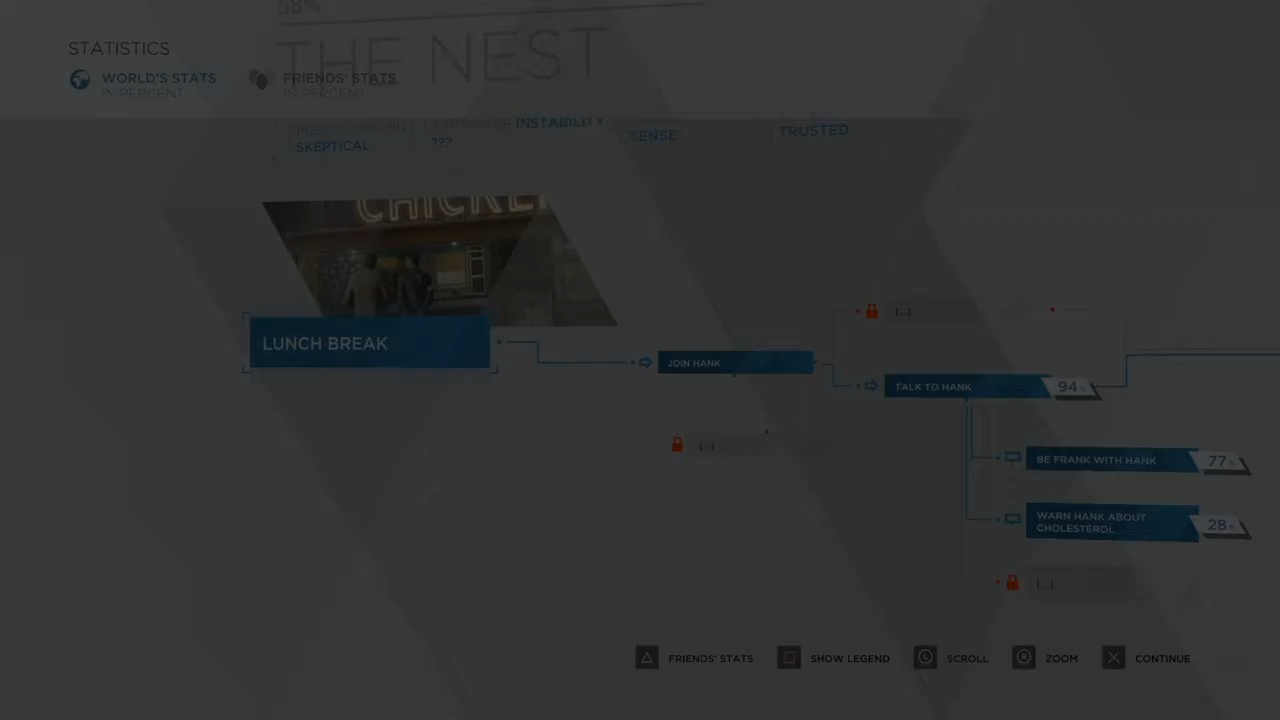 58%
THE NEST
STATISTICS
WORLD'S STATS
IN PERCENT
FRIENDS' STATS
IN PERCENT
INSTABILITY
SKEPTICAL
???
TENSE
TRUSTED
CHICKEN
LUNCH BREAK
JOIN HANK
TALK TO HANK
94%
BE FRANK WITH HANK
77%
WARN HANK ABOUT
CHOLESTEROL
28%
FRIENDS' STATS
SHOW LEGEND
SCROLL
ZOOM
CONTINUE